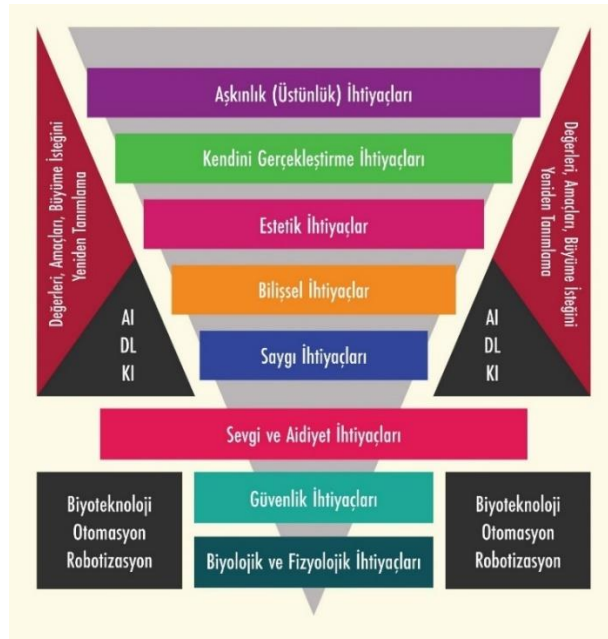 Aşkınlık (Üstünlük) İhtiyaçları
Kendini Gerçekleştirme İhtiyaçları
Estetik İhtiyaçlar
Bilişsel İhtiyaçlar
Saygı İhtiyaçları
Değerleri, Amaçları, Büyüme İsteğini
Yeniden Tanımlama
AI
DL
KI
Değerleri, Amaçları, Büyüme İsteğini
Yeniden Tanımlama
AI
DL
KI
Sevgi ve Aidiyet İhtiyaçları
Biyoteknoloji
Otomasyon
Robotizasyon
Güvenlik İhtiyaçları
Biyolojik ve Fizyolojik İhtiyaçları
Biyoteknoloji
Otomasyon
Robotizasyon